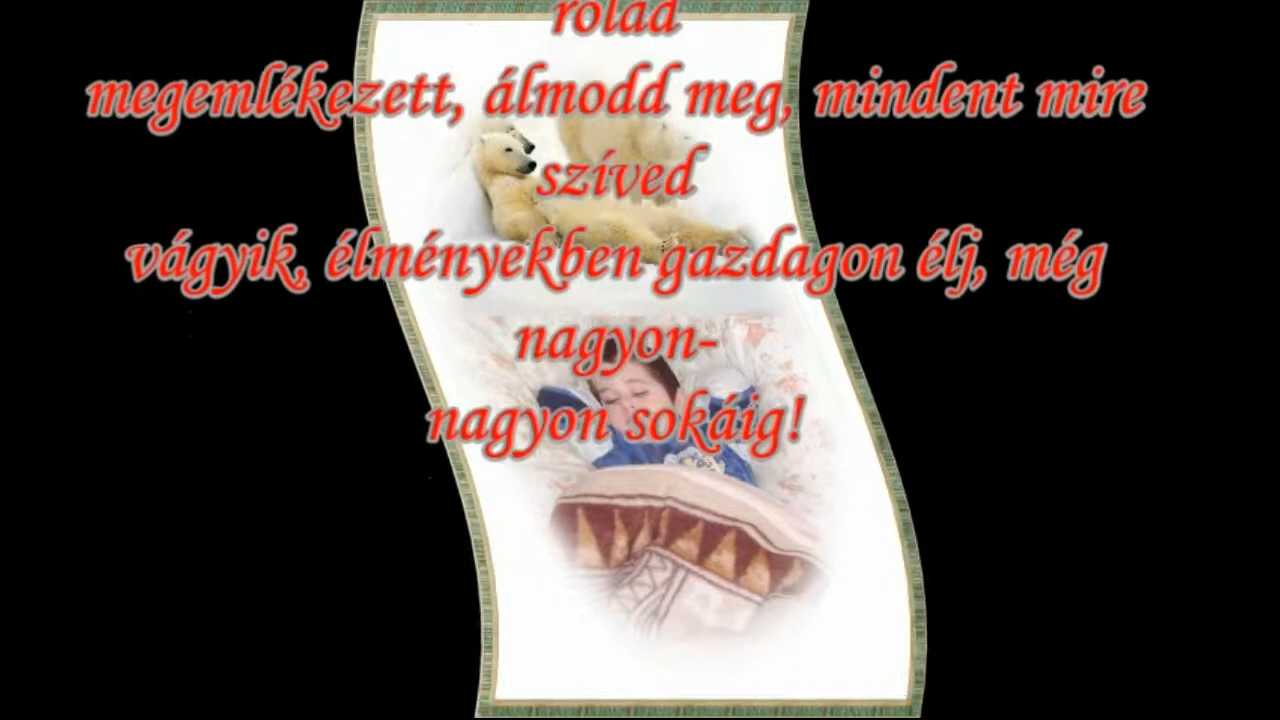 rólad
megemlékezett, álmodd meg, mindent mire
szíved
vágyik, élményekben gazdagon élj, még
nagyon-
nagyon sokáig!